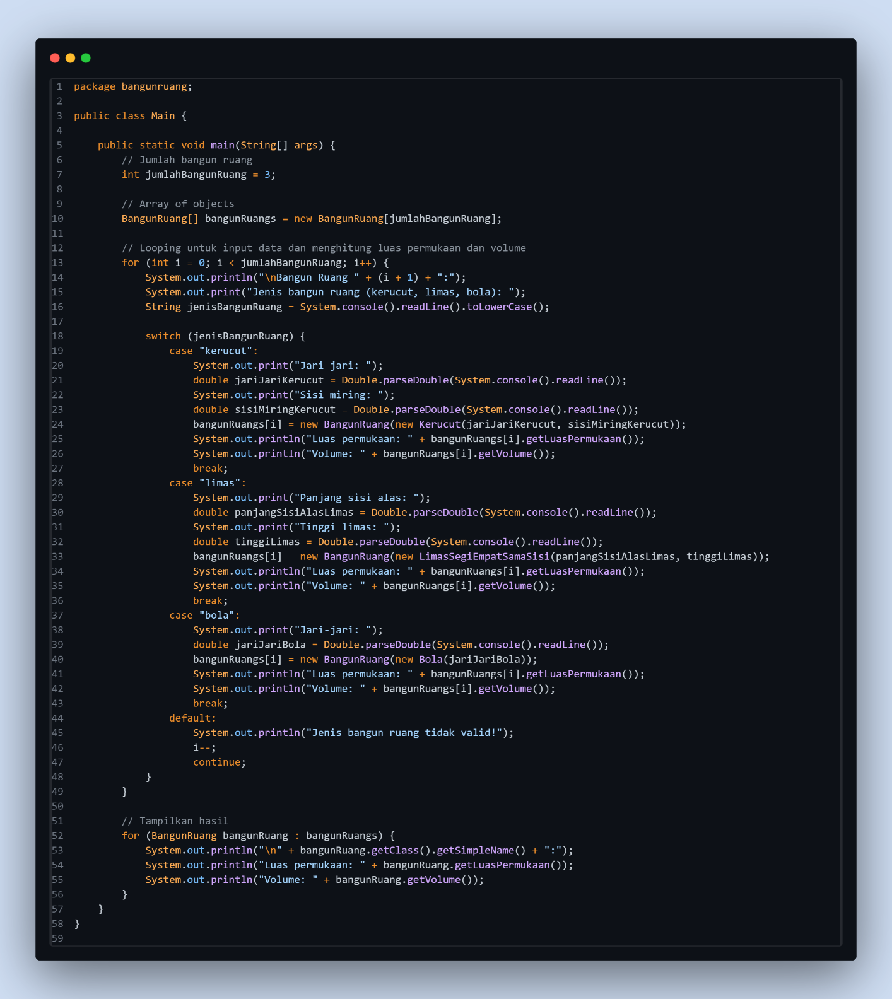 1 package bangunruang;
2
3 public class Main {
4
5     public static void main(String[] args) {
6         // Jumlah bangun ruang
7         int jumlahBangunRuang = 3;
8
9         // Array of objects
10         BangunRuang[] bangunRuangs = new BangunRuang[jumlahBangunRuang];
11
12         // Looping untuk input data dan menghitung luas permukaan dan volume
13         for (int i = 0; i < jumlahBangunRuang; i++) {
14             System.out.println("\nBangun Ruang " + (i + 1) + ":");
15             System.out.print("Jenis bangun ruang (kerucut, limas, bola): ");
16             String jenisBangunRuang = System.console().readLine().toLowerCase();
17
18             switch (jenisBangunRuang) {
19                 case "kerucut":
20                     System.out.print("Jari-jari: ");
21                     double jariJariKerucut = Double.parseDouble(System.console().readLine());
22                     System.out.print("Sisi miring: ");
23                     double sisiMiringKerucut = Double.parseDouble(System.console().readLine());
24                     bangunRuangs[i] = new BangunRuang(new Kerucut(jariJariKerucut, sisiMiringKerucut));
25                     System.out.println("Luas permukaan: " + bangunRuangs[i].getLuasPermukaan());
26                     System.out.println("Volume: " + bangunRuangs[i].getVolume());
27                     break;
28                 case "limas":
29                     System.out.print("Panjang sisi alas: ");
30                     double panjangSisiAlasLimas = Double.parseDouble(System.console().readLine());
31                     System.out.print("Tinggi limas: ");
32                     double tinggiLimas = Double.parseDouble(System.console().readLine());
33                     bangunRuangs[i] = new BangunRuang(new LimasSegiEmpatSamaSisi(panjangSisiAlasLimas, tinggiLimas));
34                     System.out.println("Luas permukaan: " + bangunRuangs[i].getLuasPermukaan());
35                     System.out.println("Volume: " + bangunRuangs[i].getVolume());
36                     break;
37                 case "bola":
38                     System.out.print("Jari-jari: ");
39                     double jariJariBola = Double.parseDouble(System.console().readLine());
40                     bangunRuangs[i] = new BangunRuang(new Bola(jariJariBola));
41                     System.out.println("Luas permukaan: " + bangunRuangs[i].getLuasPermukaan());
42                     System.out.println("Volume: " + bangunRuangs[i].getVolume());
43                     break;
44                 default:
45                     System.out.println("Jenis bangun ruang tidak valid!");
46                     i--;
47                     continue;
48             }
49         }
50
51         // Tampilkan hasil
52         for (BangunRuang bangunRuang : bangunRuangs) {
53             System.out.println("\n" + bangunRuang.getClass().getSimpleName() + ":");
54             System.out.println("Luas permukaan: " + bangunRuang.getLuasPermukaan());
55             System.out.println("Volume: " + bangunRuang.getVolume());
56         }
57     }
58 }
59